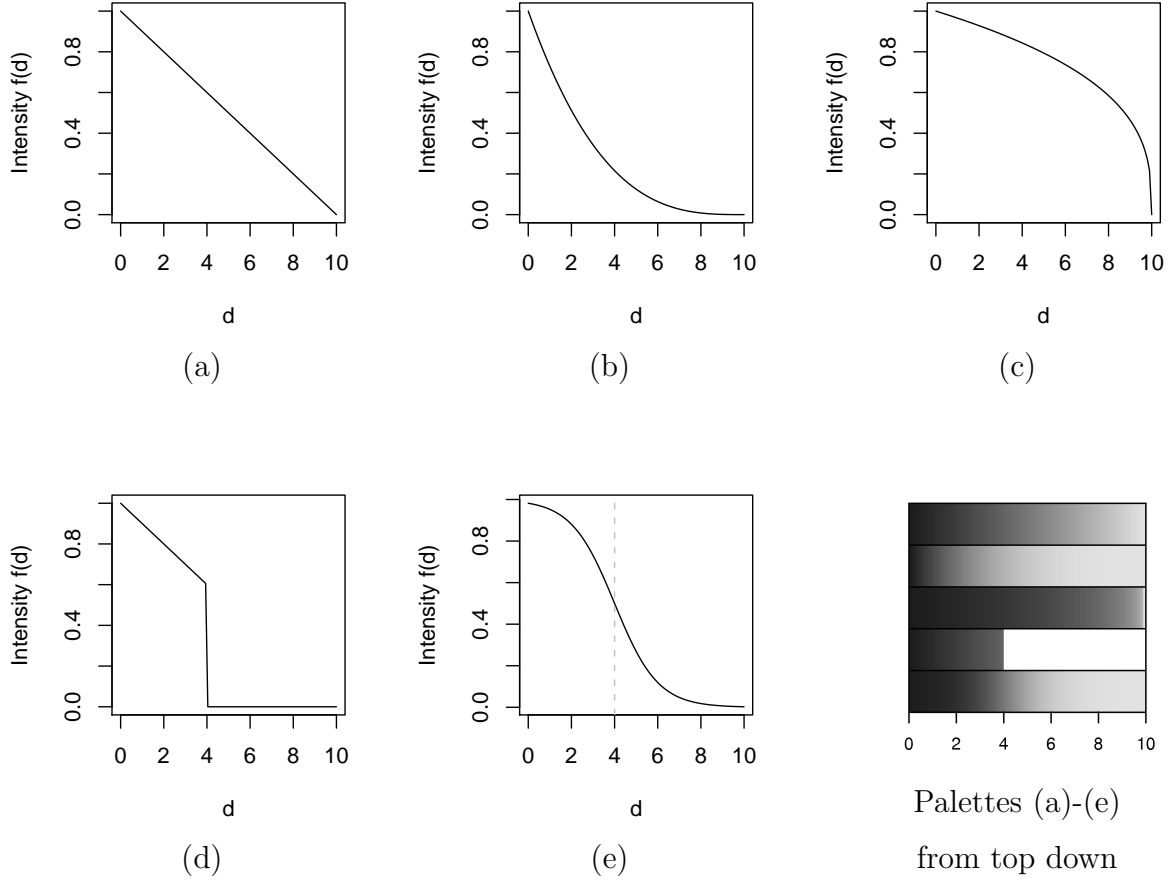 Intensity f(d)
0.0 0.4 0.8
0 2 4 6 8 10
d
(a)
Intensity f(d)
0.0 0.4 0.8
0 2 4 6 8 10
d
(b)
Intensity f(d)
0.0 0.4 0.8
0 2 4 6 8 10
d
(c)
Intensity f(d)
0.0 0.4 0.8
0 2 4 6 8 10
d
(d)
Intensity f(d)
0.0 0.4 0.8
0 2 4 6 8 10
d
(e)
0 2 4 6 8 10
Palettes (a)-(e)
from top down